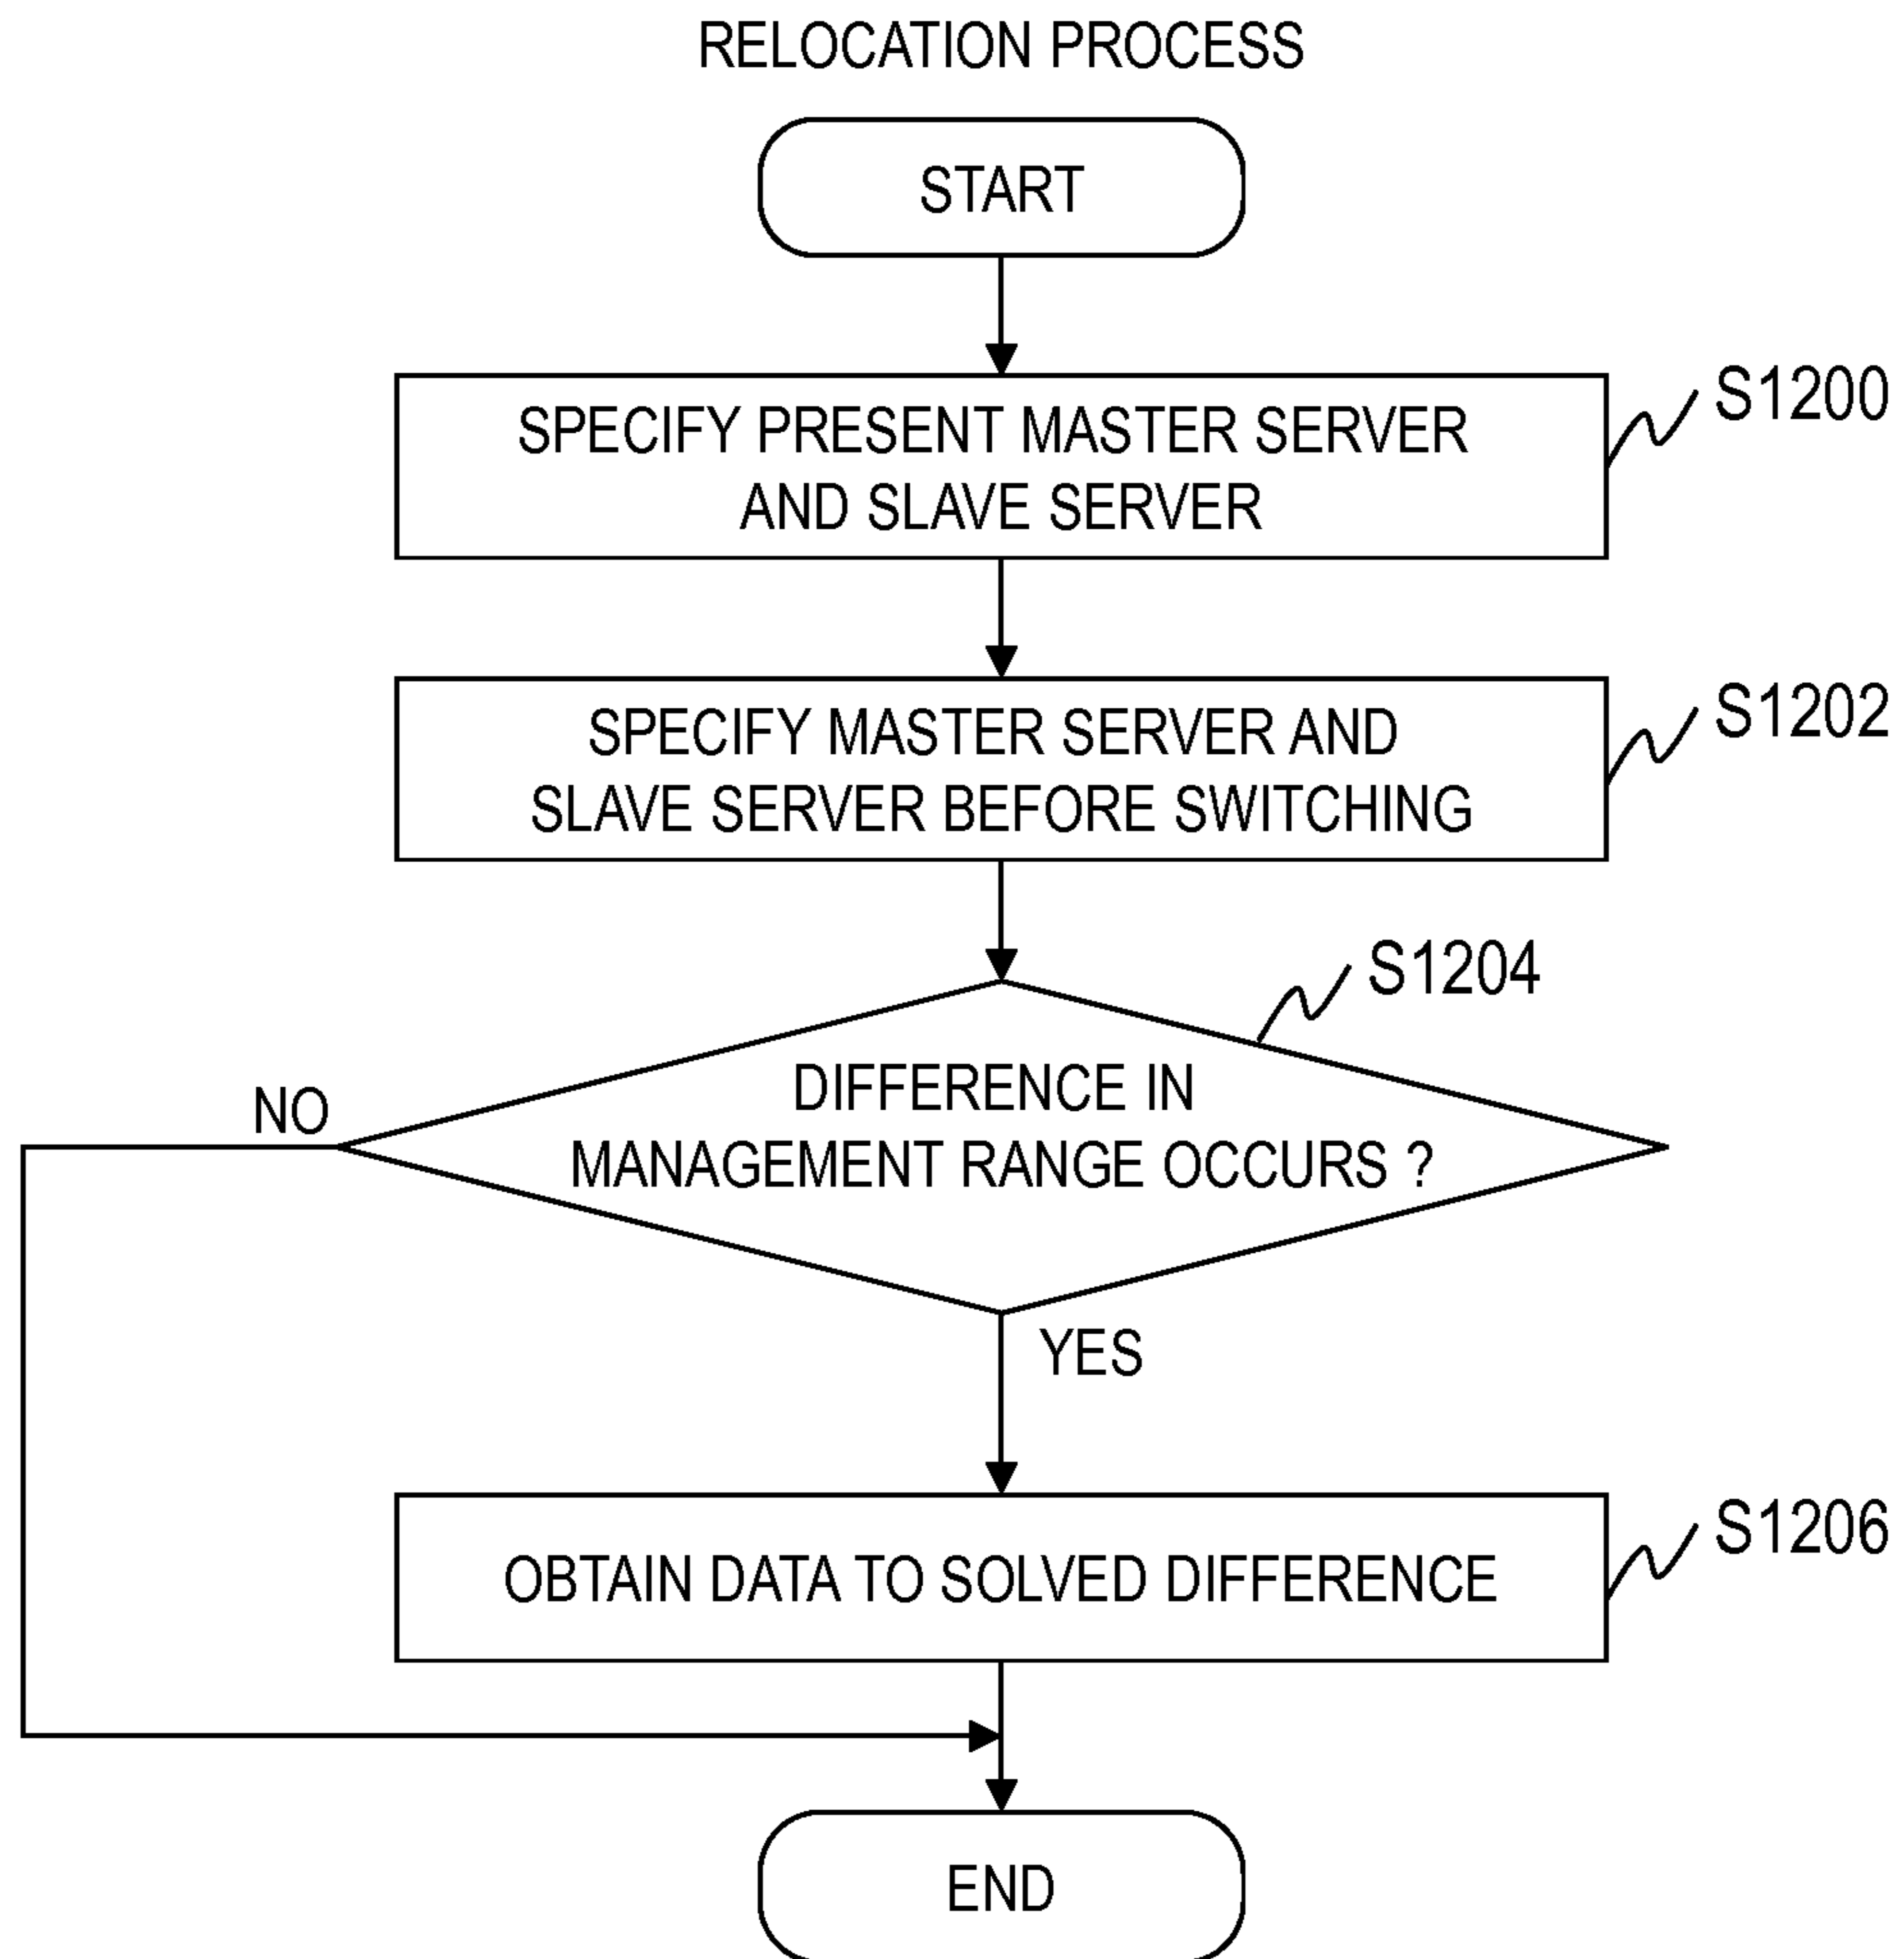 RELOCATION PROCESS
START
SPECIFY PRESENT MASTER SERVER
AND SLAVE SERVER
S1200
SPECIFY MASTER SERVER AND
SLAVE SERVER BEFORE SWITCHING
S1202
S1204
DIFFERENCE IN
MANAGEMENT RANGE OCCURS ?
NO
YES
OBTAIN DATA TO SOLVED DIFFERENCE
S1206
END